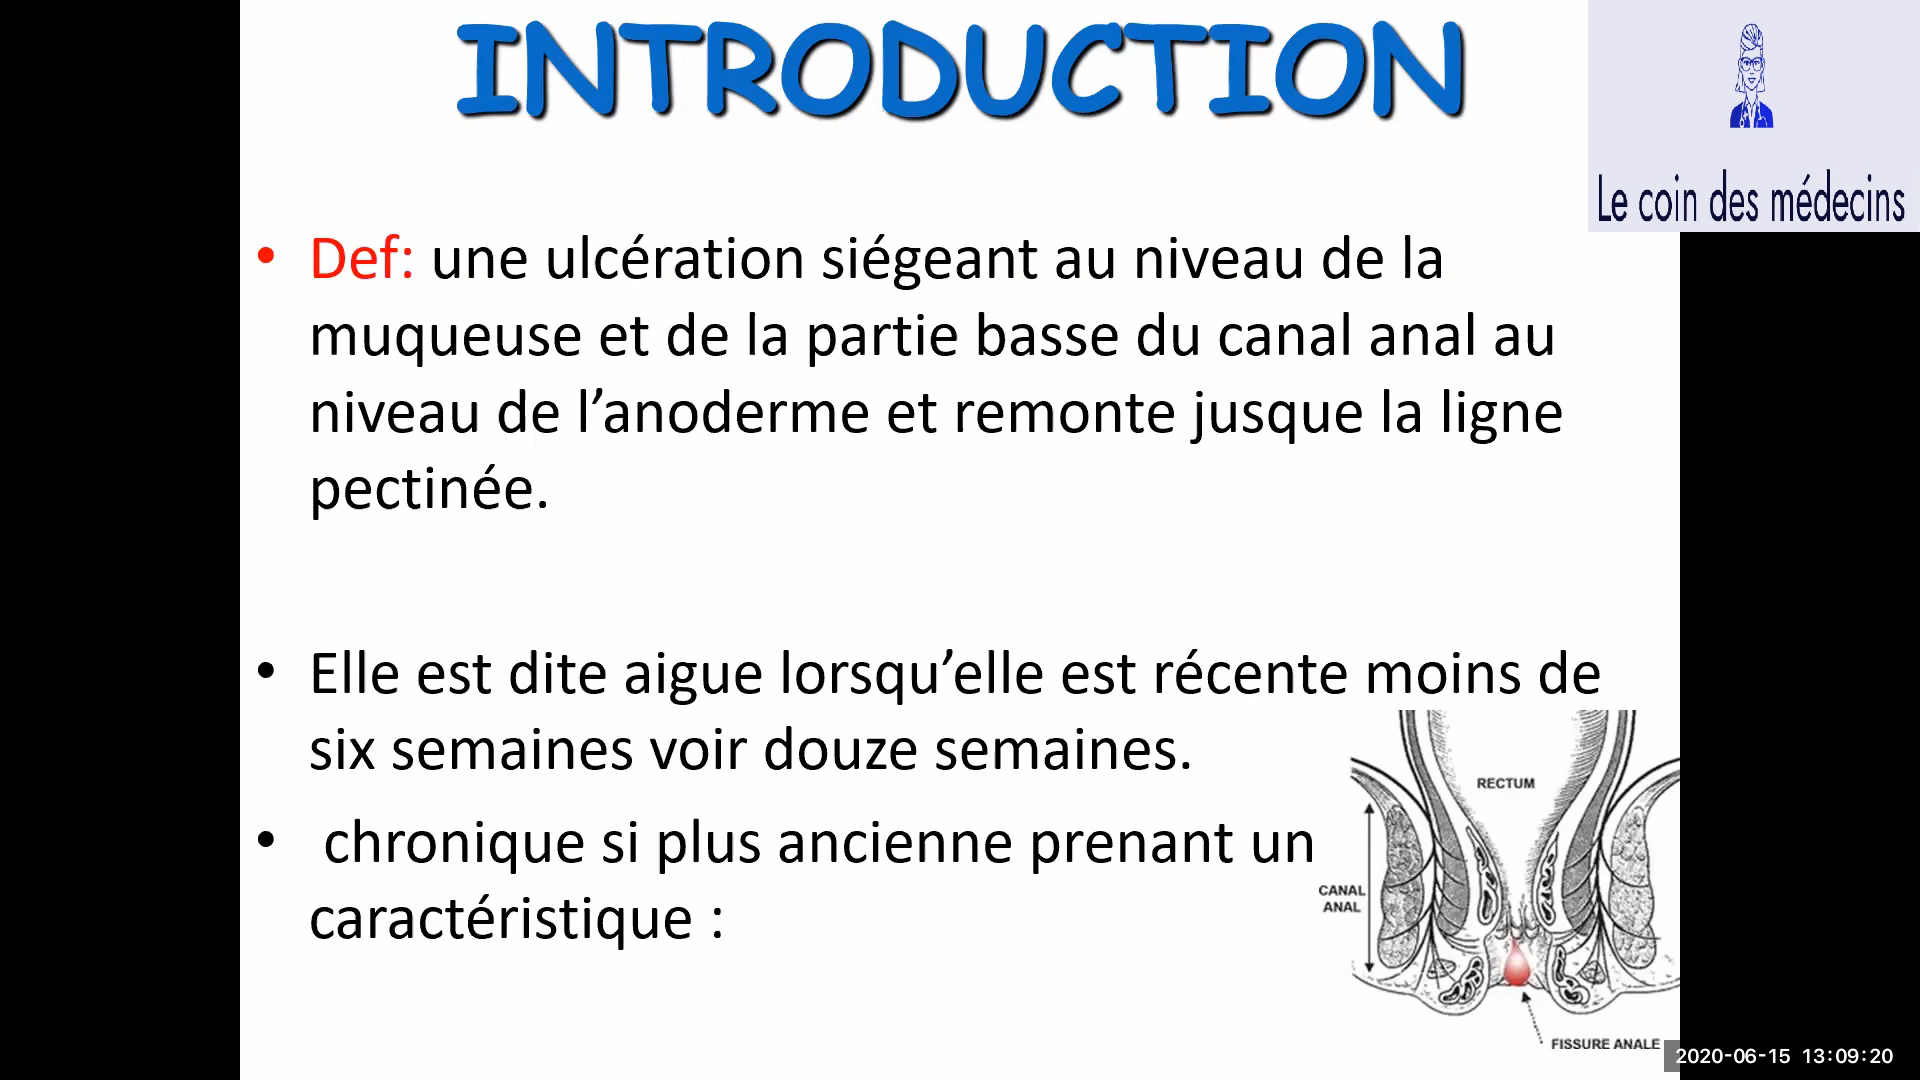 INTRODUCTION
Le coin des médecins
• Def: une ulcération siégeant au niveau de la
muqueuse et de la partie basse du canal anal au
niveau de l’anoderme et remonte jusque la ligne
pectinée.
• Elle est dite aigue lorsqu’elle est récente moins de
six semaines voir douze semaines.
• chronique si plus ancienne prenant un
caractéristique :
RECTUM
CANAL
ANAL
FISSURE ANALE
2020-06-15 13:09:20